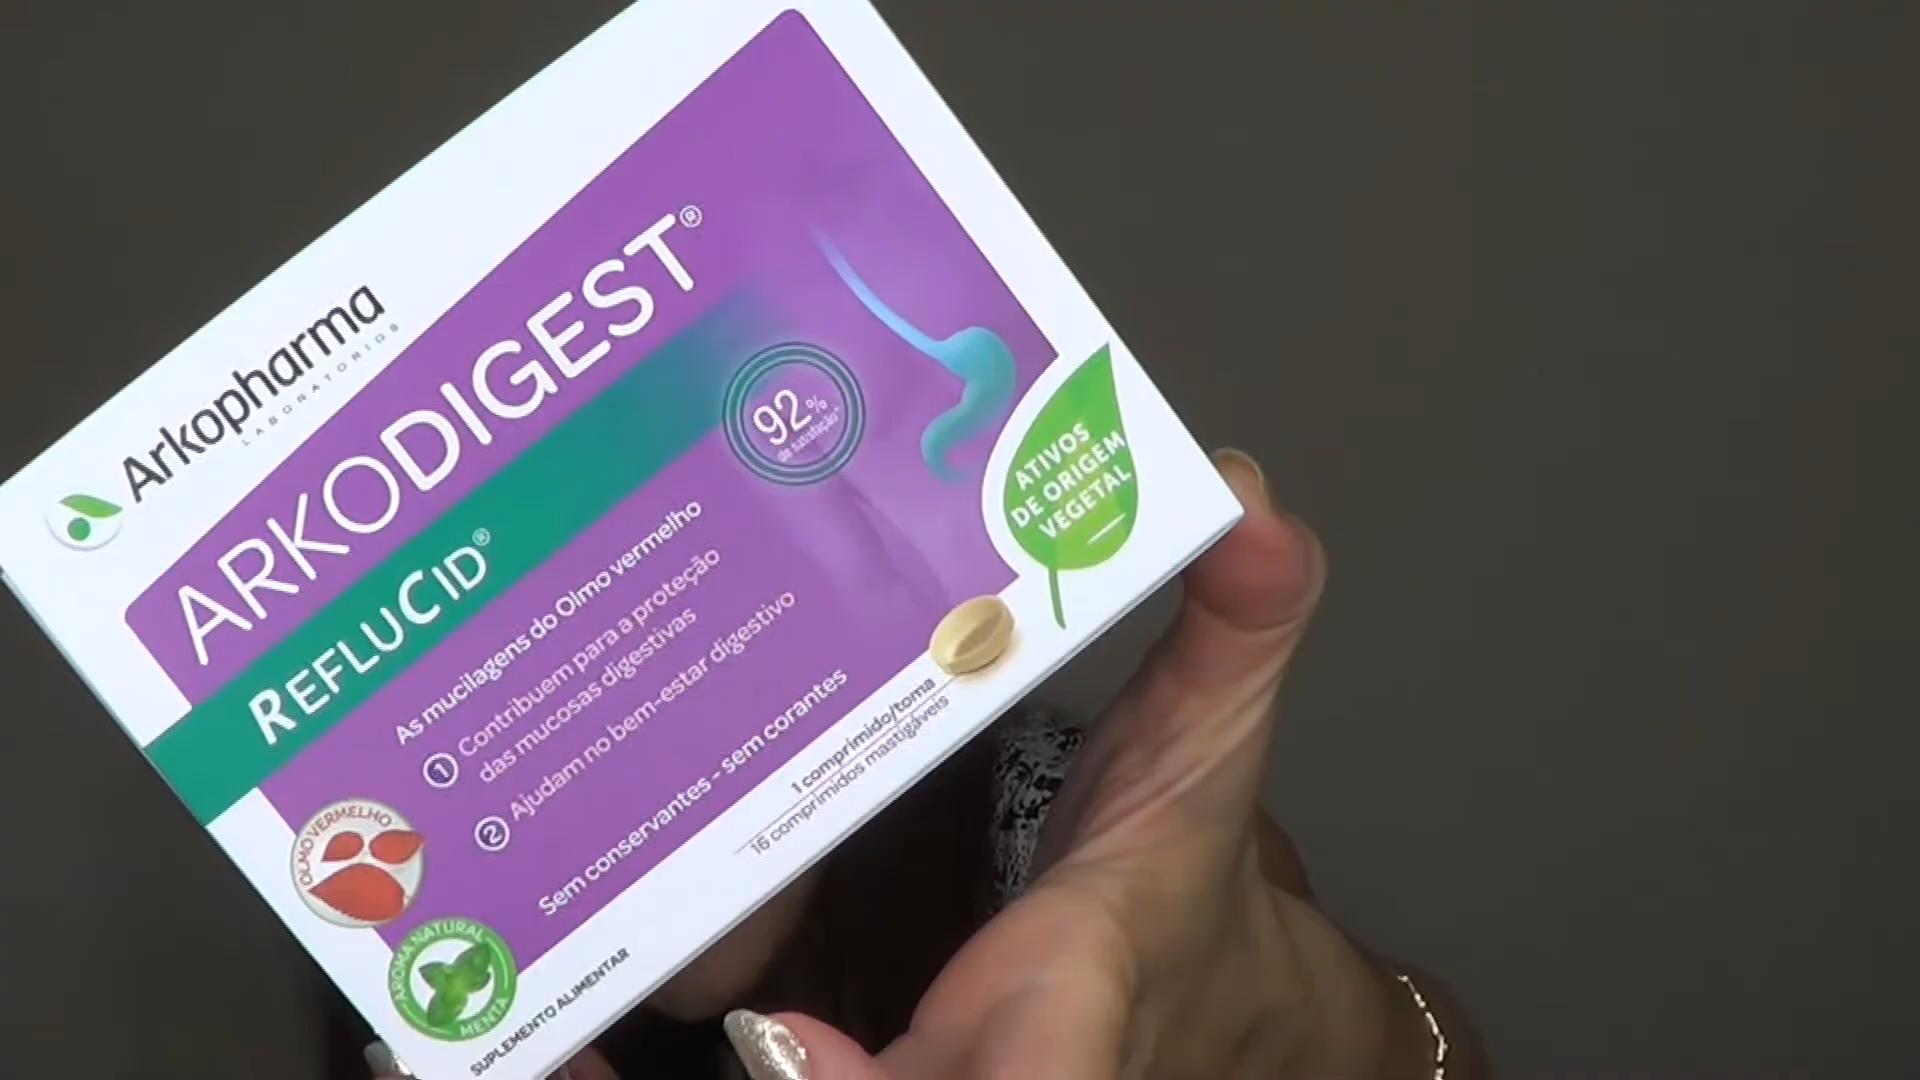 Arkopharma
LABORATORIOS
ARKODIGEST®
REFLUCID®
92%
de satisfação*
As mucilagens do Olmo vermelho
1 Contribuem para a proteção
das mucosas digestivas
2 Ajudam no bem-estar digestivo
Sem conservantes - sem corantes
ATIVOS
DE ORIGEM
VEGETAL
1 comprimido/toma
16 comprimidos mastigáveis
OLMO VERMELHO
AROMA NATURAL
MENTA
SUPLEMENTO ALIMENTAR